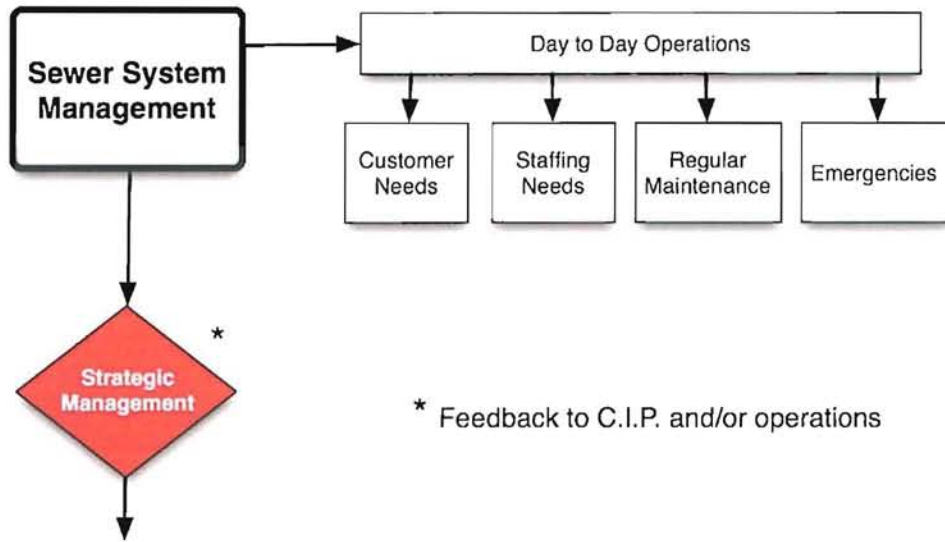 Sewer System
Management
Day to Day Operations
Customer
Needs
Staffing
Needs
Regular
Maintenance
Emergencies
*
Strategic
Management
* Feedback to C.I.P. and/or operations